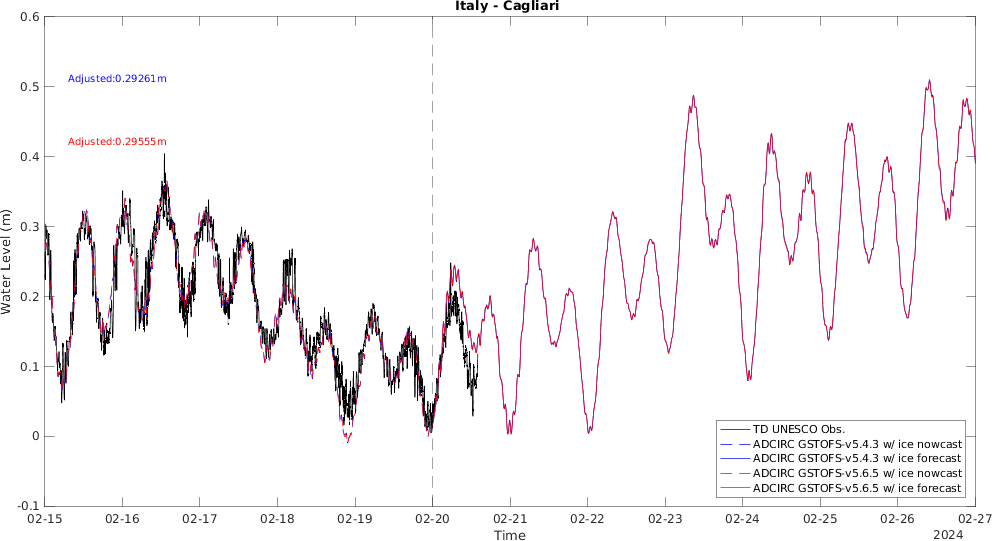 Italy - Cagliari
0.6
0.5
0.4
0.3
0.2
0.1
0
-0.1
Water Level (m)
Adjusted:0.29261m
Adjusted:0.29555m
TD UNESCO Obs.
ADCIRC GSTOFS-v5.4.3 w/ ice nowcast
ADCIRC GSTOFS-v5.4.3 w/ ice forecast
ADCIRC GSTOFS-v5.6.5 w/ ice nowcast
ADCIRC GSTOFS-v5.6.5 w/ ice forecast
02-15 02-16 02-17 02-18 02-19 02-20 02-21 02-22 02-23 02-24 02-25 02-26 02-27
Time
2024